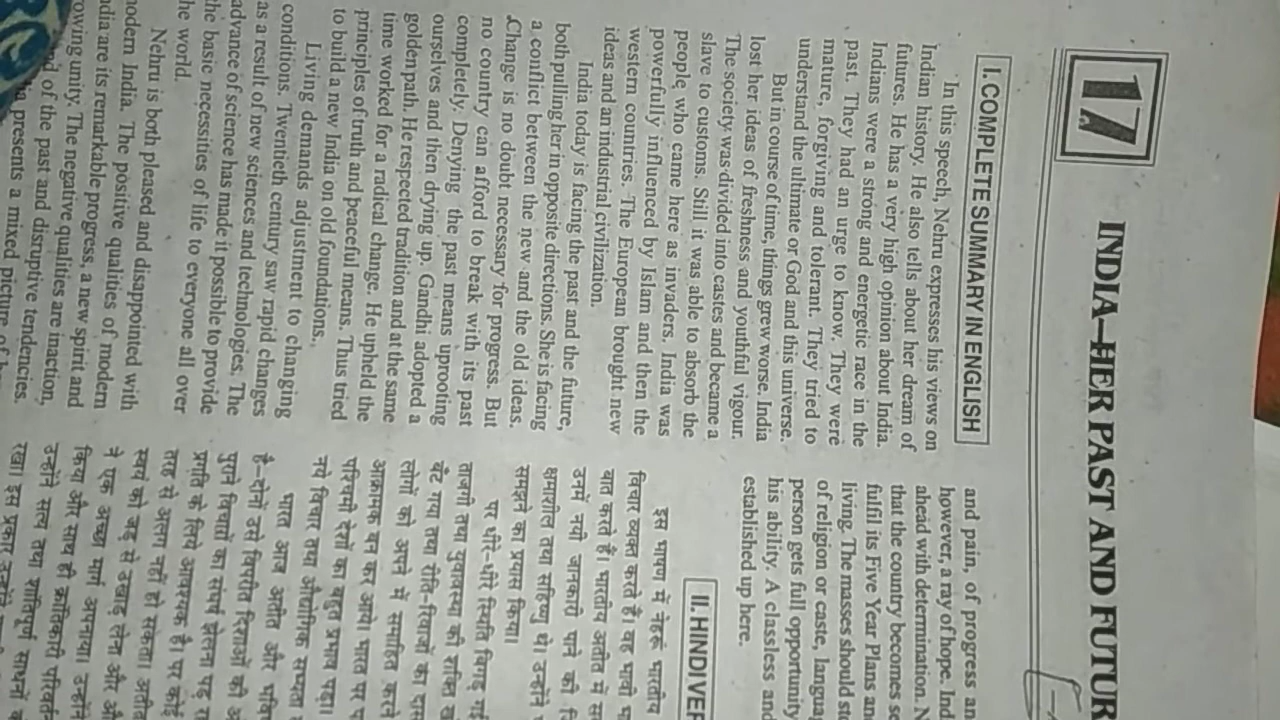 17
INDIA—HER PAST AND FUTUR
I. COMPLETE SUMMARY IN ENGLISH
In this speech, Nehru expresses his views on
Indian history. He also tells about her dream of
futures. He has a very high opinion about India.
Indians were a strong and energetic race in the
past. They had an urge to know. They were
mature, forgiving and tolerant. They tried to
understand the ultimate or God and this universe.
But in course of time, things grew worse. India
lost her ideas of freshness and youthful vigour.
The society was divided into castes and became a
slave to customs. Still it was able to absorb the
people who came here as invaders. India was
powerfully influenced by Islam and then the
western countries. The European brought new
ideas and an industrial civilization.
India today is facing the past and the future,
both pulling her in opposite directions. She is facing
a conflict between the new and the old ideas.
Change is no doubt necessary for progress. But
no country can afford to break with its past
completely. Denying the past means uprooting
ourselves and then drying up. Gandhi adopted a
golden path. He respected tradition and at the same
time worked for a radical change. He upheld the
principles of truth and peaceful means. Thus tried
to build a new India on old foundations.
Living demands adjustment to changing
conditions. Twentieth century saw rapid changes
as a result of new sciences and technologies. The
advance of science has made it possible to provide
the basic necessities of life to everyone all over
he world.
Nehru is both pleased and disappointed with
nodern India. The positive qualities of modern
ndia are its remarkable progress, a new spirit and
rowing unity. The negative qualities are inaction,
of the past and disruptive tendencies.
presents a mixed picture of
and pain, of progress an
however, a ray of hope. Ind
ahead with determination. N
that the country becomes s
fulfil its Five Year Plans an
living. The masses should st
of religion or caste, langua
person gets full opportunity
his ability. A classless and
established up here.
II. HINDI VER
इस भाषण में नेहरू भारतीय
विचार व्यक्त करते हैं। वह भावी भ
बात करते हैं। भारतीय अतीत में स
उनमें नयी जानकारी पाने की
क्षमाशील तथा सहिष्णु थे। उन्होंने
समझने का प्रयास किया।
पर धीरे-धीरे स्थिति बिगड़ गई
ताजगी तथा युवावस्था की शक्ति ख
बँट गया तथा रीति-रिवाजों का दास
लोगों को अपने में समाहित करने
आक्रामक बन कर आये। भारत पर प
पश्चिमी देशों का बहुत प्रभाव पड़ा।
नये विचार तथा औद्योगिक सभ्यता
भारत आज अतीत और भवि
है—दोनों उसे विपरीत दिशाओं की अ
पुराने विचारों का संघर्ष झेलना पड़ र
प्रगति के लिये आवश्यक है। पर कोई
तरह से अलग नहीं हो सकता। अतीत
स्वयं को जड़ से उखाड़ लेना और
ने एक अच्छा मार्ग अपनाया। उन्होंने
किया और साथ ही क्रांतिकारी परिवर्तन
उन्होंने सत्य तथा शांतिपूर्ण साधनों
रखा। इस प्रकार उन्होंने